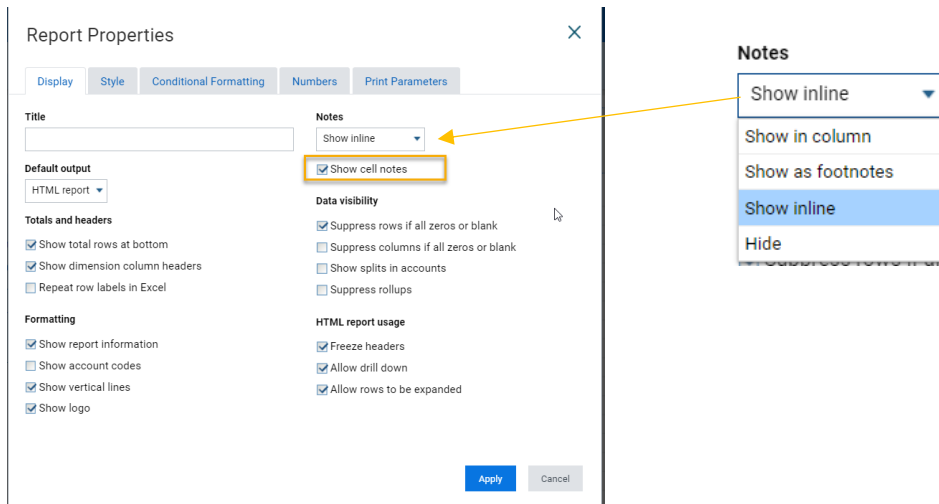 Report Properties
Display
Style
Conditional Formatting
Numbers
Print Parameters
Title
Default output
HTML report
Totals and headers
Show total rows at bottom
Show dimension column headers
Repeat row labels in Excel
Formatting
Show report information
Show account codes
Show vertical lines
Show logo
Notes
Show inline
Show cell notes
Data visibility
Suppress rows if all zeros or blank
Suppress columns if all zeros or blank
Show splits in accounts
Suppress rollups
HTML report usage
Freeze headers
Allow drill down
Allow rows to be expanded
Apply
Cancel
Notes
Show inline
Show in column
Show as footnotes
Show inline
Hide